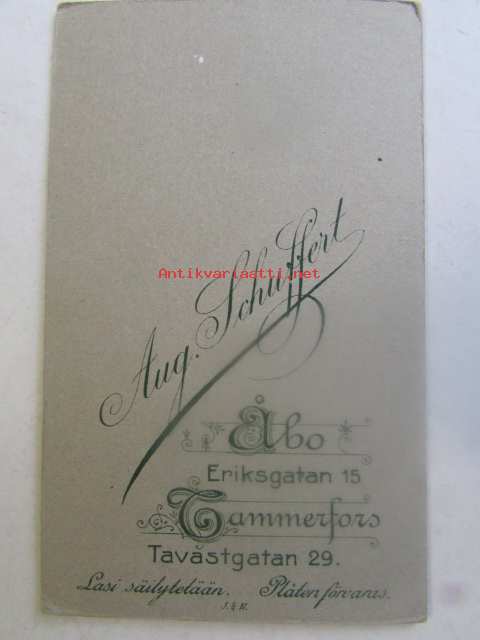 Aug. Schuffert
Antikvariaatti.net
Åbo
Eriksgatan 15
Tammerfors
Tavästgatan 29.
Lasi säilytetään. Plåten förvaras.